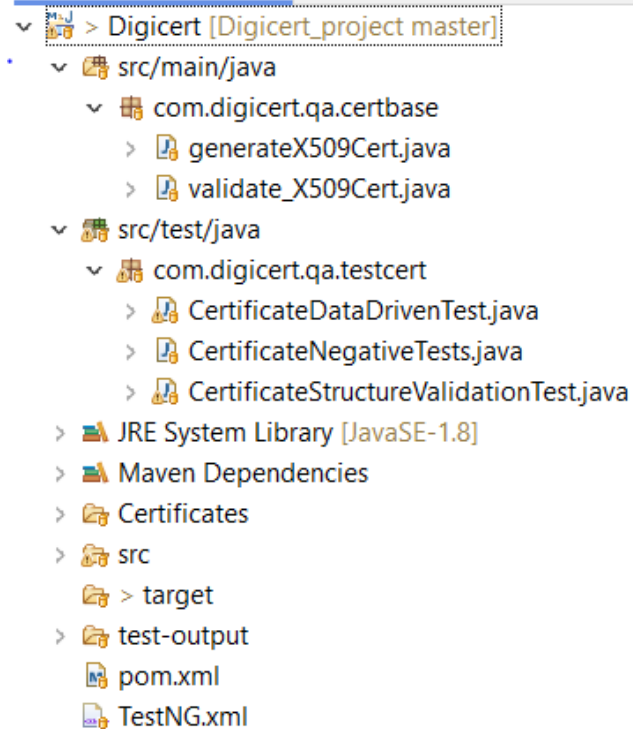 > Digicert [Digicert_project master]
src/main/java
com.digicert.qa.certbase
generateX509Cert.java
validate_X509Cert.java
src/test/java
com.digicert.qa.testcert
CertificateDataDrivenTest.java
CertificateNegativeTests.java
CertificateStructureValidationTest.java
JRE System Library [JavaSE-1.8]
Maven Dependencies
Certificates
src
> target
test-output
pom.xml
TestNG.xml